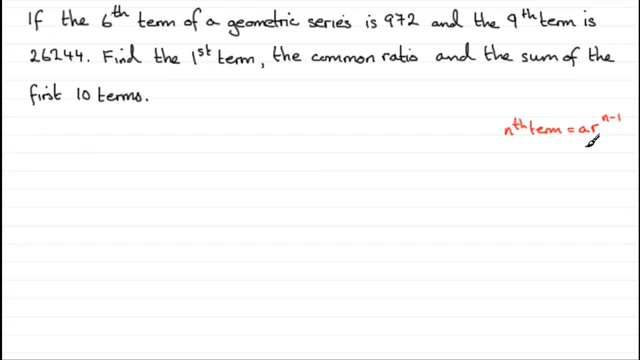 If the 6th term of a geometric series is 972 and the 9th term is
26244. Find the 1st term, the common ratio and the sum of the
first 10 terms.
nth term = ar^n-1